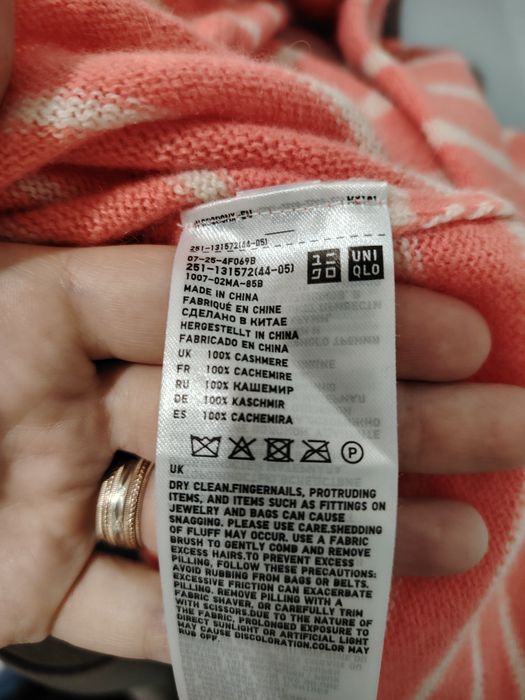 251-131572(44-05)
07-25-4F069B
251-131572(44-05)
1007-02MA-85B
UNI
QLO
MADE IN CHINA
FABRIQUÉ EN CHINE
СДЕЛАНО В КИТАЕ
HERGESTELLT IN CHINA
FABRICADO EN CHINA
UK 100% CASHMERE
FR 100% CACHEMIRE
RU 100% КАШЕМИР
DE 100% KASCHMIR
ES 100% CACHEMIRA
P
UK
DRY CLEAN.FINGERNAILS, PROTRUDING
ITEMS, AND ITEMS SUCH AS FITTINGS ON
JEWELRY AND BAGS CAN CAUSE
SNAGGING. PLEASE USE CARE.SHEDDING
OF FLUFF MAY OCCUR. USE A FABRIC
BRUSH TO GENTLY COMB AND REMOVE
EXCESS HAIRS.TO PREVENT EXCESS
PILLING, FOLLOW THESE PRECAUTIONS:
AVOID RUBBING FROM BAGS OR BELTS.
EXCESSIVE FRICTION CAN EXACERBATE
PILLING. REMOVE PILLING WITH A
FABRIC SHAVER, OR CAREFULLY TRIM
WITH SCISSORS.DUE TO THE NATURE OF
THE FABRIC, PROLONGED EXPOSURE TO
DIRECT SUNLIGHT OR ARTIFICIAL LIGHT
MAY CAUSE DISCOLORATION.COLOR MAY
RUB OFF.